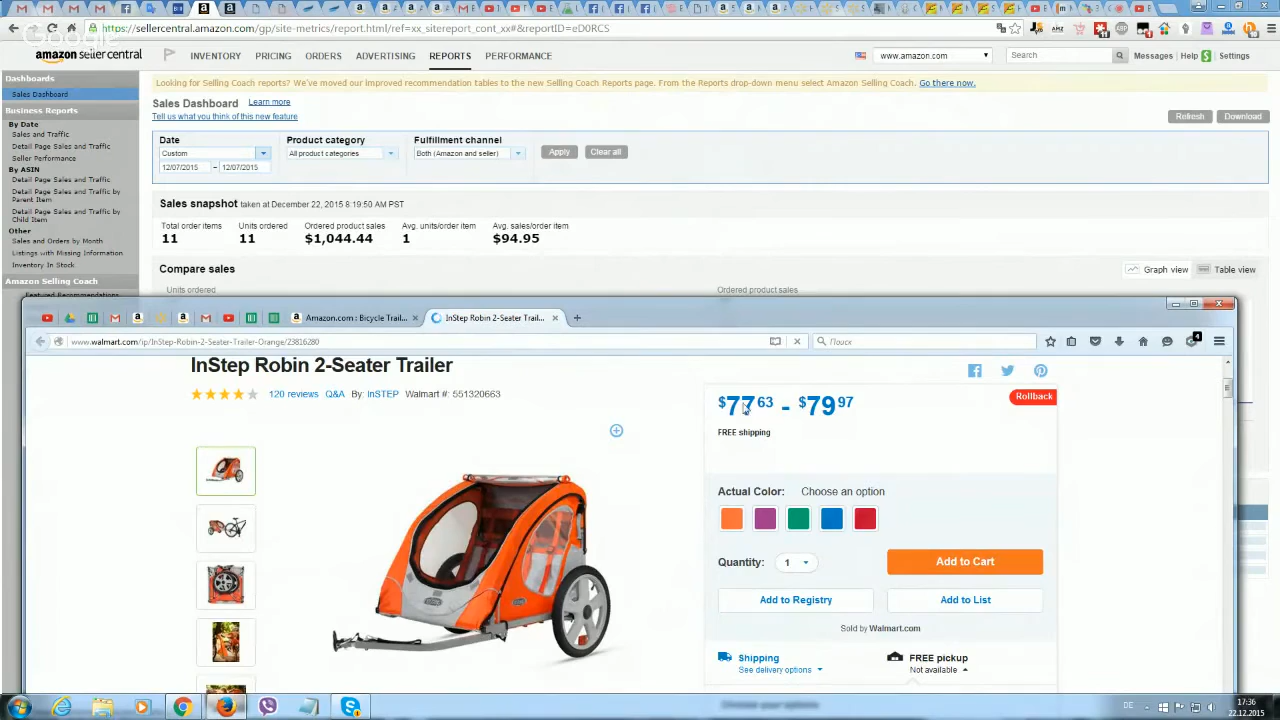 https://sellercentral.amazon.com/gp/site-metrics/report.html?r=xx_sitereport_cont_xx#&reportID=eD0RCS
amazon seller central
INVENTORY PRICING ORDERS ADVERTISING REPORTS PERFORMANCE
www.amazon.com
Search
Messages Help Settings
Dashboards
Sales Dashboard
Business Reports
By Date
Sales and Traffic
Detail Page Sales and Traffic
Seller Performance
By ASIN
Detail Page Sales and Traffic
Detail Page Sales and Traffic by
Parent Item
Detail Page Sales and Traffic by
Child Item
Other
Sales and Orders by Month
Listings with Missing Information
Inventory In Stock
Amazon Selling Coach
Featured Recommendations
Looking for Selling Coach reports? We've moved our improved recommendation tables to the new Selling Coach Reports page. From the Reports drop-down menu select Amazon Selling Coach. Go there now.
Sales Dashboard Learn more
Tell us what you think of this new feature
Refresh Download
Date
Custom
12/07/2015 – 12/07/2015
Product category
All product categories
Fulfillment channel
Both (Amazon and seller)
Apply Clear all
Sales snapshot taken at December 22, 2015 8:19:50 AM PST
Total order items Units ordered Ordered product sales Avg. units/order item Avg. sales/order item
11 11 $1,044.44 1 $94.95
Compare sales
Graph view Table view
Units ordered Ordered product sales
Amazon.com : Bicycle Trail...
InStep Robin 2-Seater Trail...
www.walmart.com/ip/InStep-Robin-2-Seater-Trailer-Orange/23816280
Поиск
InStep Robin 2-Seater Trailer
120 reviews Q&A By: InSTEP Walmart #: 551320663
$77 63 - $79 97
Rollback
FREE shipping
Actual Color: Choose an option
Quantity: 1
Add to Cart
Add to Registry
Add to List
Sold by Walmart.com
Shipping
See delivery options
FREE pickup
Not available
Choose your options
DE
17:36
22.12.2015